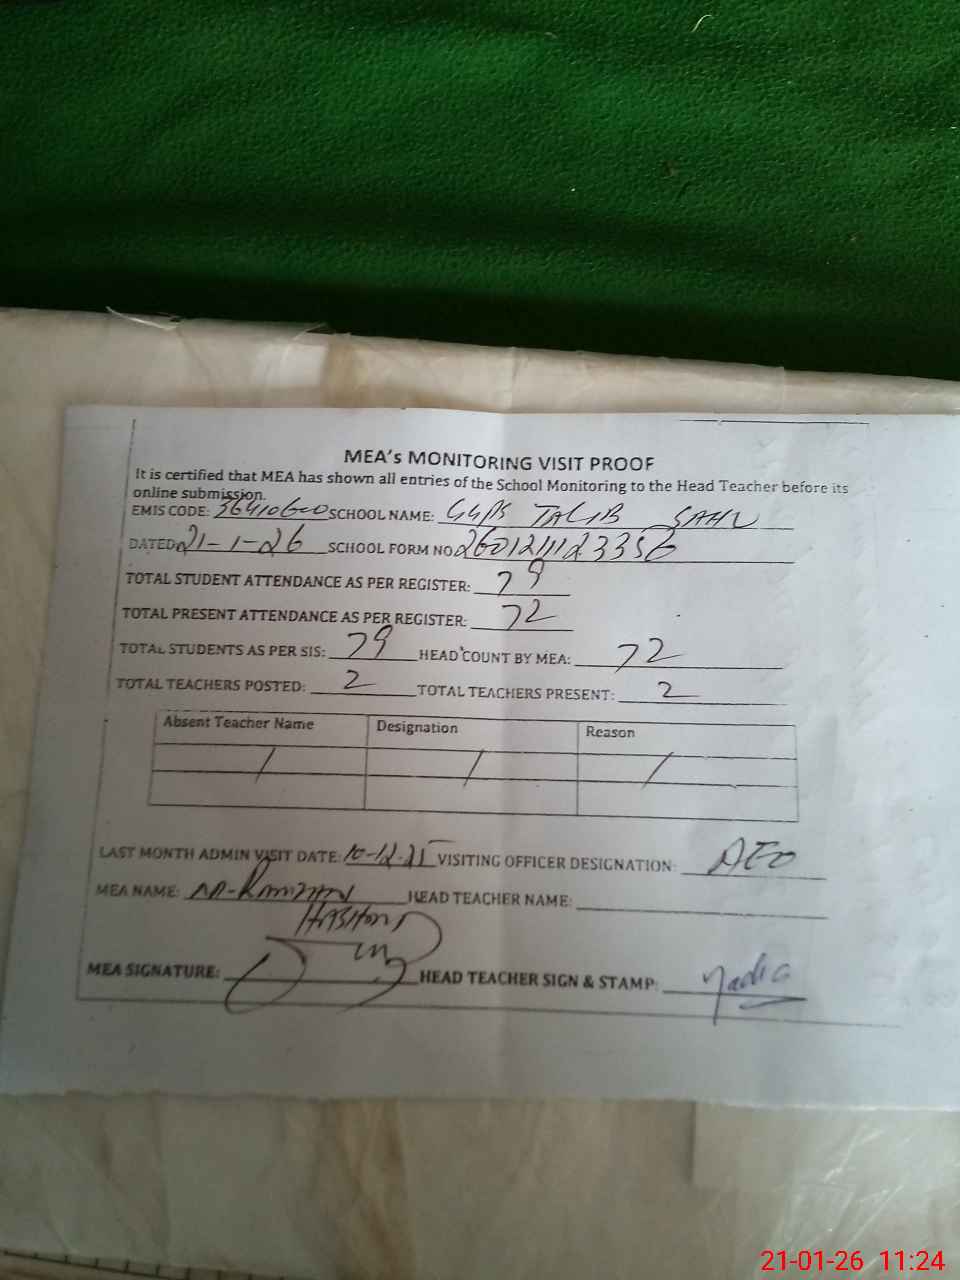 MEA's MONITORING VISIT PROOF
It is certified that MEA has shown all entries of the School Monitoring to the Head Teacher before its
online submission.
EMIS CODE: 36410600 SCHOOL NAME: GGPS TALIB SAHU
DATED 21-1-26 SCHOOL FORM NO.
TOTAL STUDENT ATTENDANCE AS PER REGISTER: 79
TOTAL PRESENT ATTENDANCE AS PER REGISTER: 72
TOTAL STUDENTS AS PER SIS: 79 HEAD COUNT BY MEA: 72
TOTAL TEACHERS POSTED: 2 TOTAL TEACHERS PRESENT: 2
Absent Teacher Name Designation Reason
/ / /
LAST MONTH ADMIN VISIT DATE: 10-12-25 VISITING OFFICER DESIGNATION: AEO
MEA NAME: M-Ramzan HEAD TEACHER NAME:
MEA SIGNATURE: HEAD TEACHER SIGN & STAMP: Nadia
21-01-26 11:24